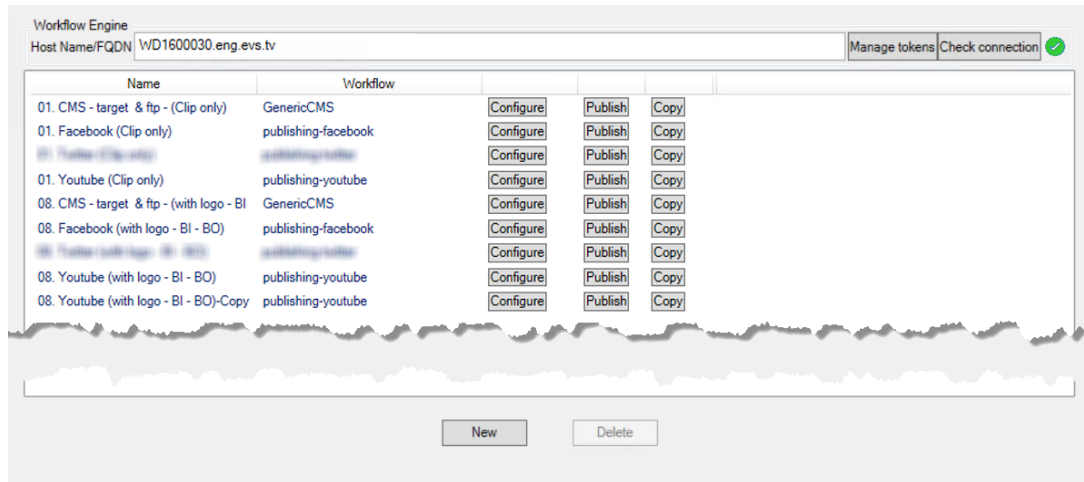 Workflow Engine
Host Name/FQDN WD1600030.eng.evs.tv Manage tokens Check connection
Name Workflow
01. CMS - target & ftp - (Clip only) GenericCMS Configure Publish Copy
01. Facebook (Clip only) publishing-facebook Configure Publish Copy
Configure Publish Copy
01. Youtube (Clip only) publishing-youtube Configure Publish Copy
08. CMS - target & ftp - (with logo - BI GenericCMS Configure Publish Copy
08. Facebook (with logo - BI - BO) publishing-facebook Configure Publish Copy
Configure Publish Copy
08. Youtube (with logo - BI - BO) publishing-youtube Configure Publish Copy
08. Youtube (with logo - BI - BO)-Copy publishing-youtube Configure Publish Copy
New Delete